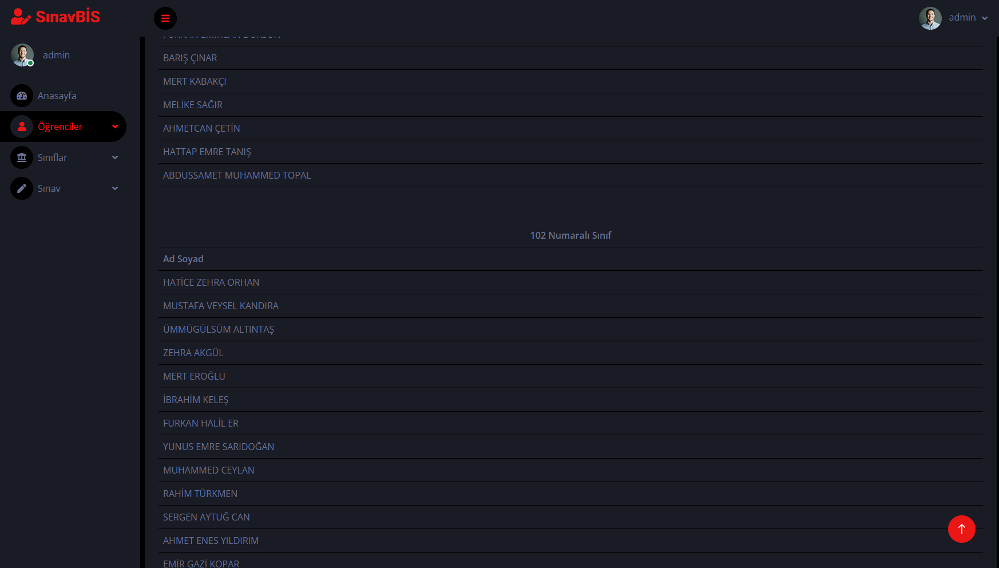 SınavBİS
admin
admin
Anasayfa
Öğrenciler
Sınıflar
Sınav
BARIŞ ÇINAR
MERT KABAKÇI
MELİKE SAĞIR
AHMETCAN ÇETİN
HATTAP EMRE TANIŞ
ABDUSSAMET MUHAMMED TOPAL
102 Numaralı Sınıf
Ad Soyad
HATİCE ZEHRA ORHAN
MUSTAFA VEYSEL KANDIRA
ÜMMÜGÜLSÜM ALTINTAŞ
ZEHRA AKGÜL
MERT EROĞLU
İBRAHİM KELEŞ
FURKAN HALİL ER
YUNUS EMRE SARIDOĞAN
MUHAMMED CEYLAN
RAHİM TÜRKMEN
SERGEN AYTUĞ CAN
AHMET ENES YILDIRIM
EMİR GAZİ KOPAR